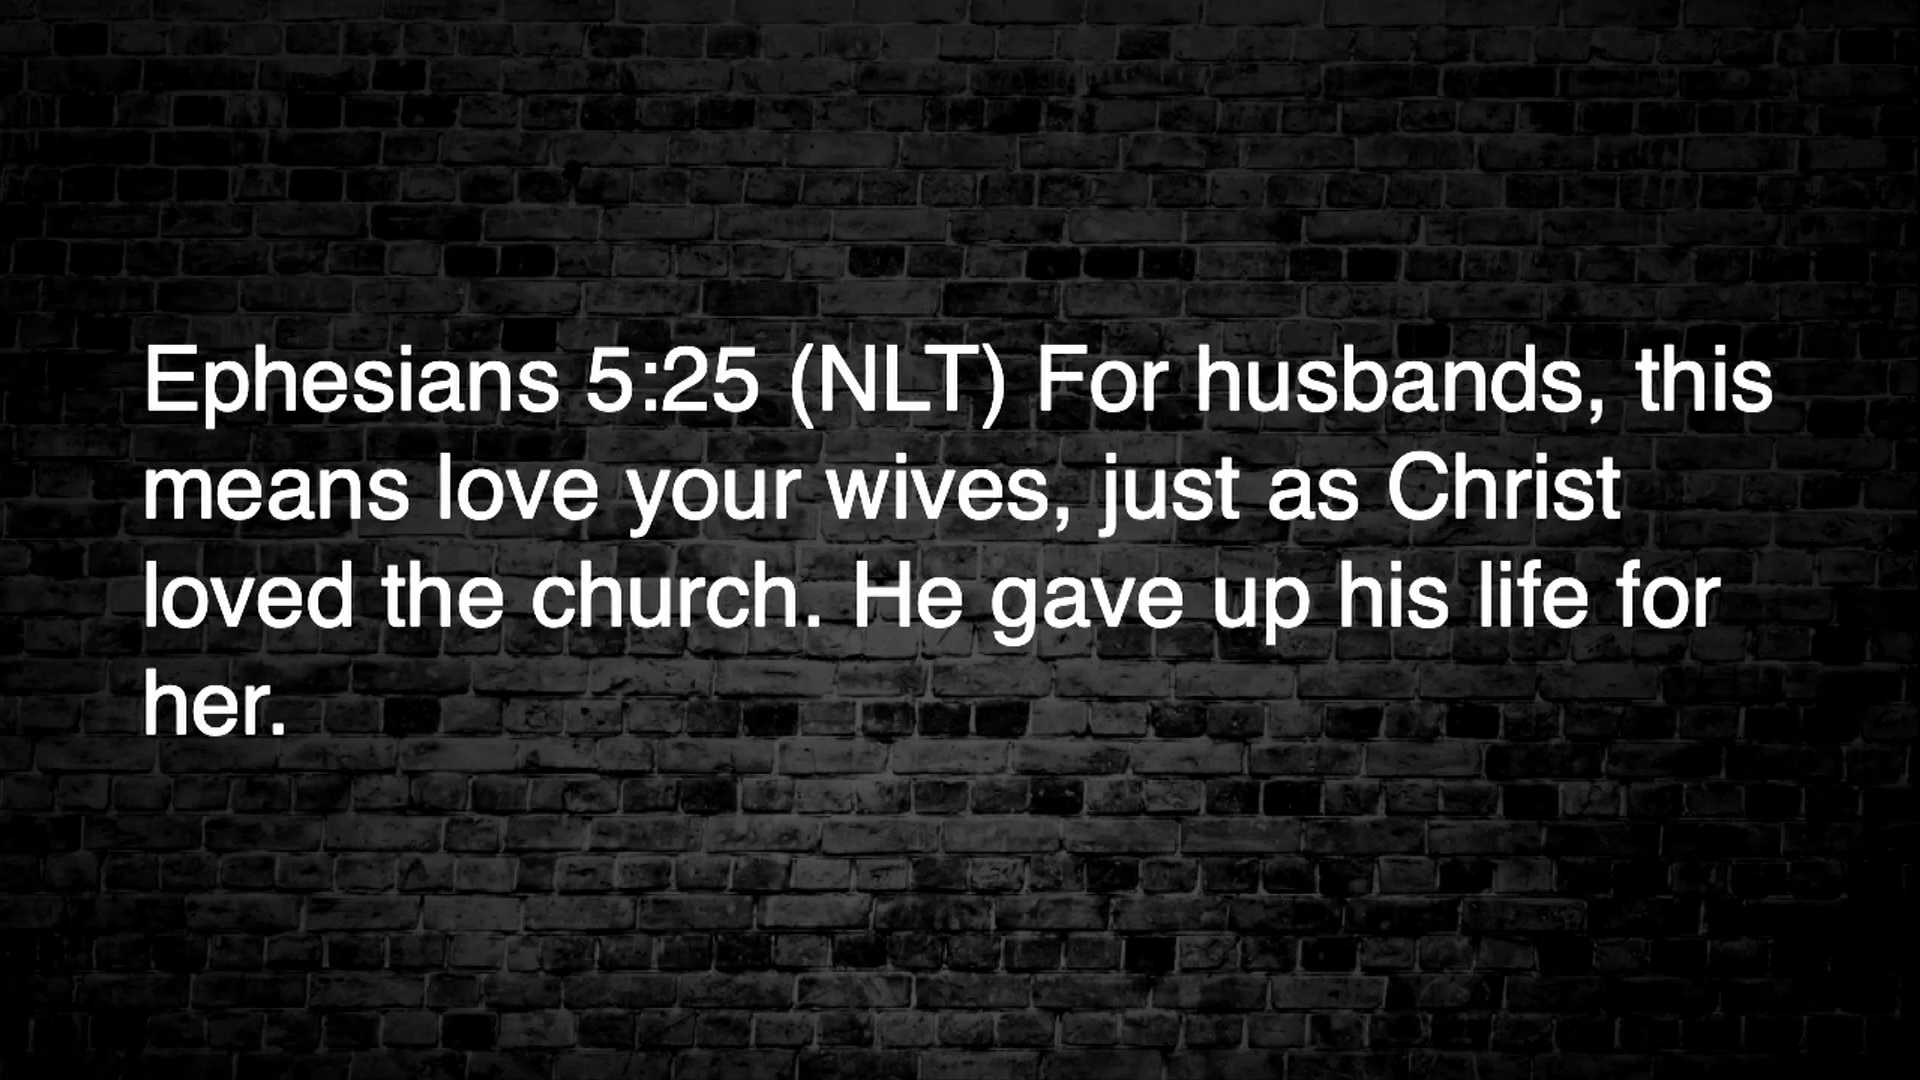 Ephesians 5:25 (NLT) For husbands, this
means love your wives, just as Christ
loved the church. He gave up his life for
her.